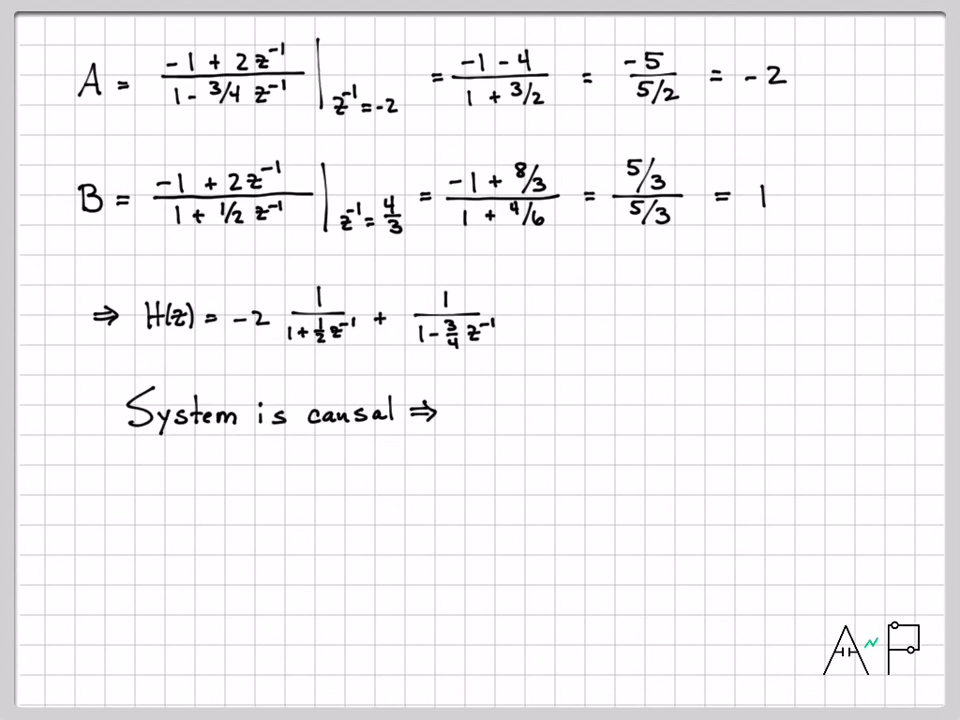 A = (-1 + 2z⁻¹)/(1 - 3/4 z⁻¹) |z⁻¹=-2 = (-1 - 4)/(1 + 3/2) = -5/(5/2) = -2
B = (-1 + 2z⁻¹)/(1 + 1/2 z⁻¹) |z⁻¹=4/3 = (-1 + 8/3)/(1 + 4/6) = (5/3)/(5/3) = 1
⇒ H(z) = -2 1/(1+1/2 z⁻¹) + 1/(1-3/4 z⁻¹)
System is causal ⇒